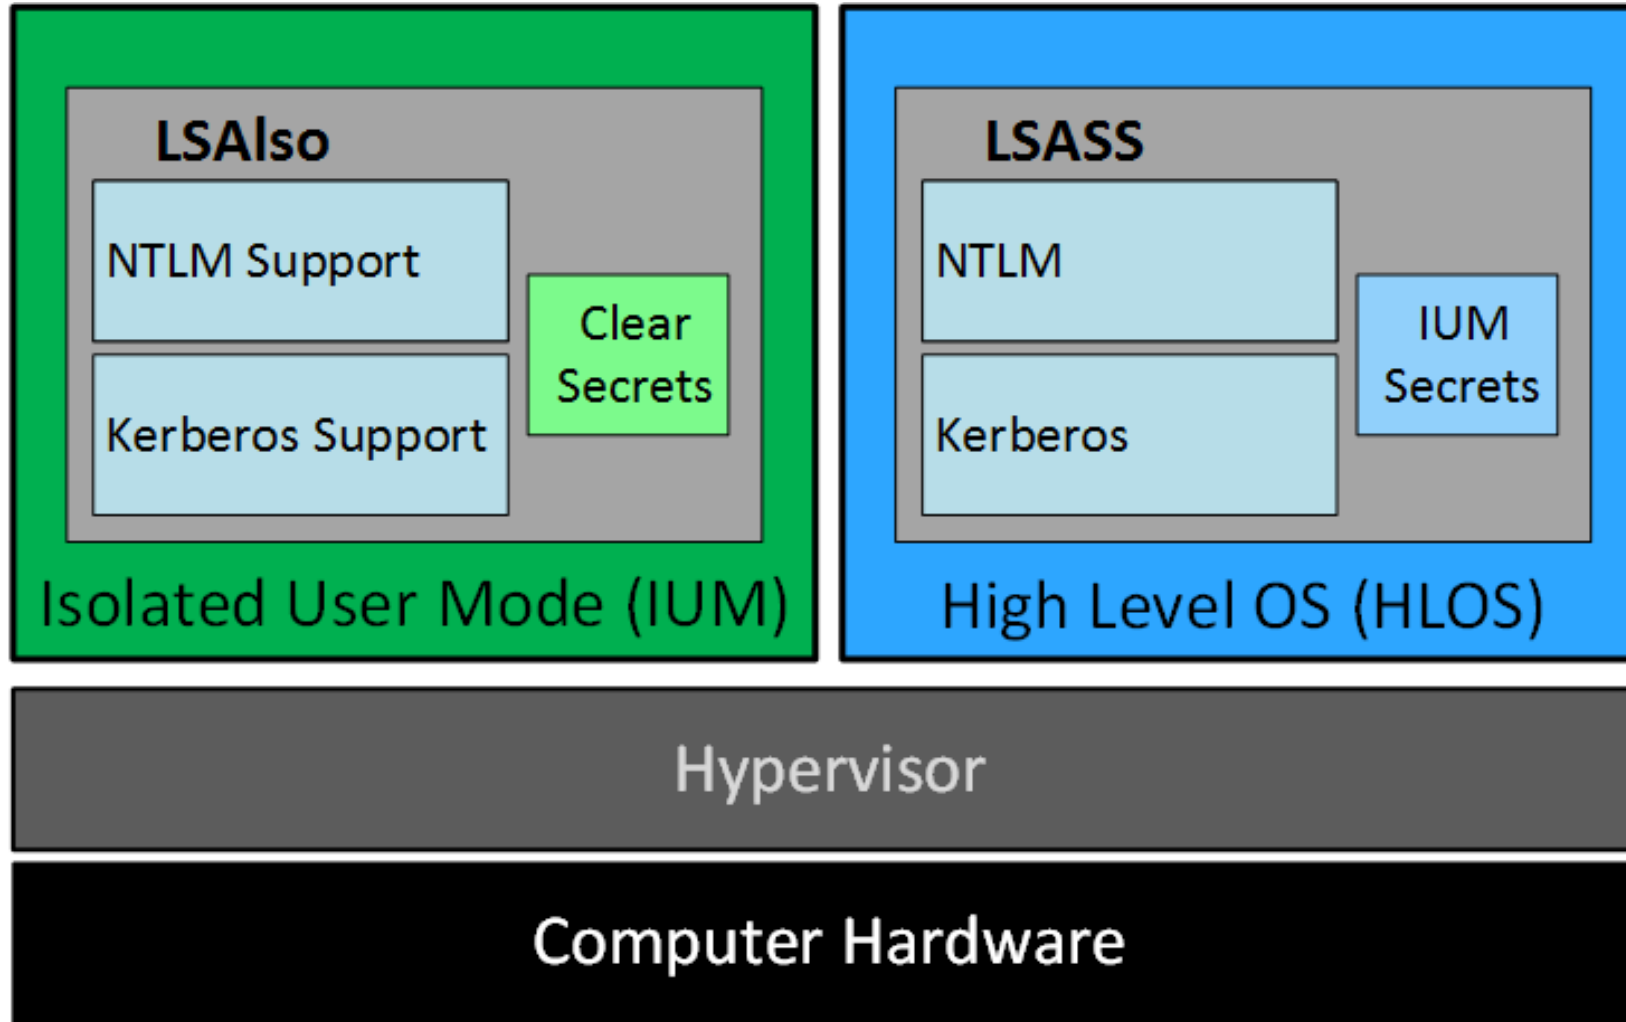 LSAlso
NTLM Support
Kerberos Support
Clear
Secrets
Isolated User Mode (IUM)
LSASS
NTLM
Kerberos
IUM
Secrets
High Level OS (HLOS)
Hypervisor
Computer Hardware